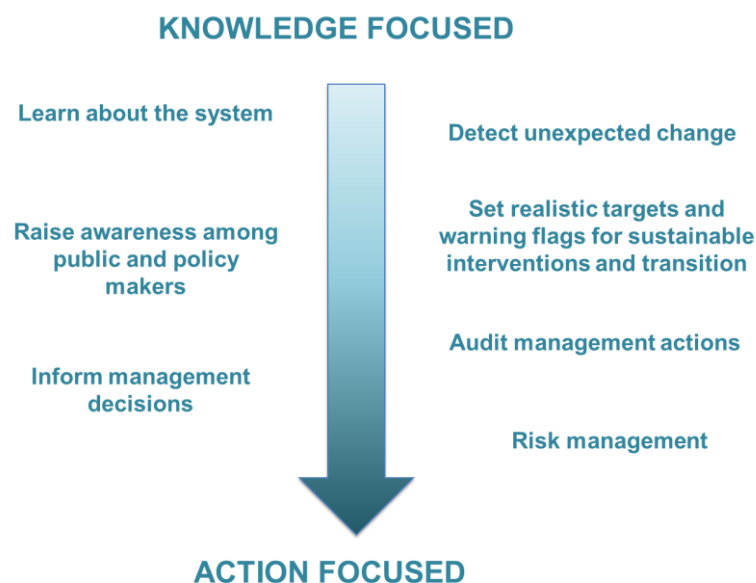 KNOWLEDGE FOCUSED
Learn about the system
Detect unexpected change
Raise awareness among
public and policy
makers
Set realistic targets and
warning flags for sustainable
interventions and transition
Audit management actions
Inform management
decisions
Risk management
ACTION FOCUSED